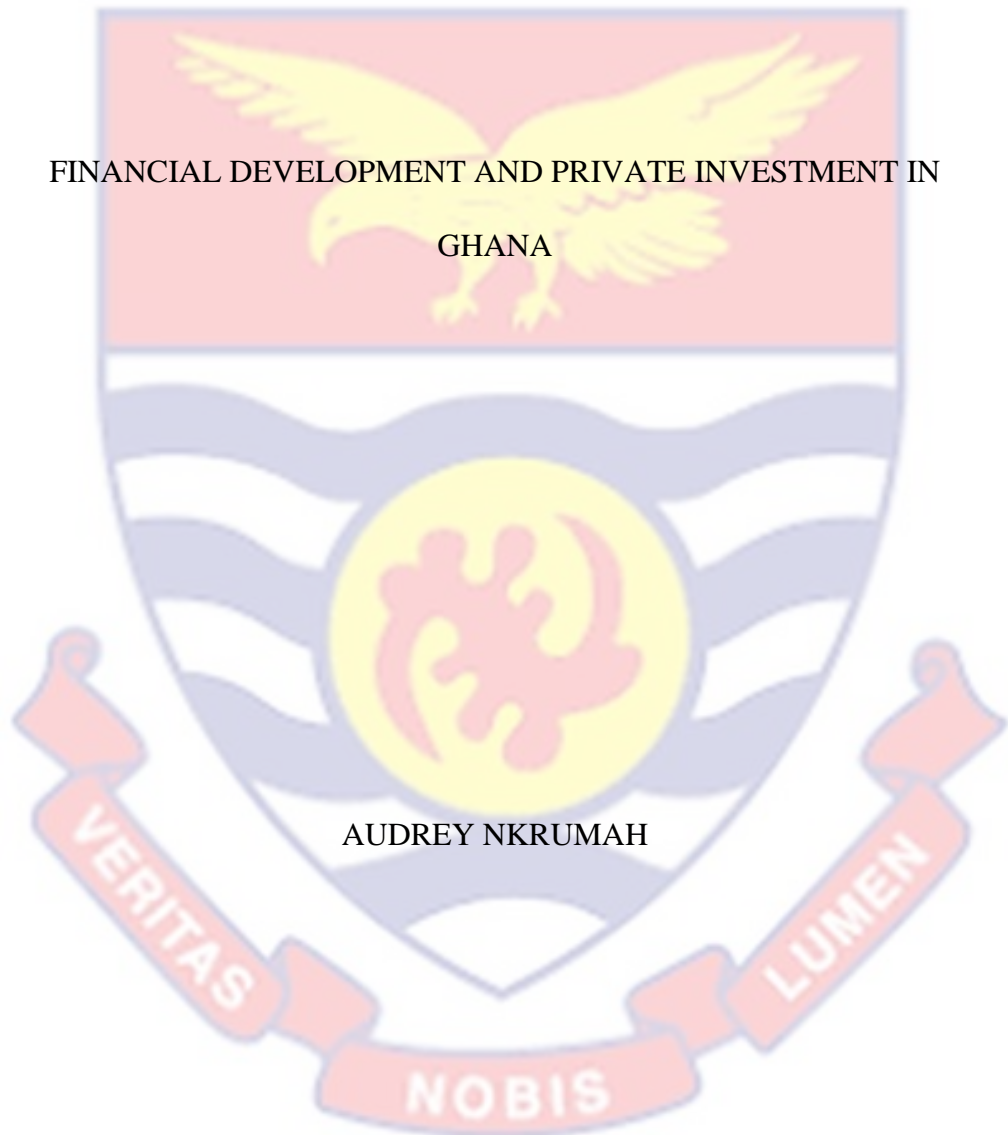 FINANCIAL DEVELOPMENT AND PRIVATE INVESTMENT IN
GHANA
AUDREY NKRUMAH
VERITAS
NOBIS
LUMEN